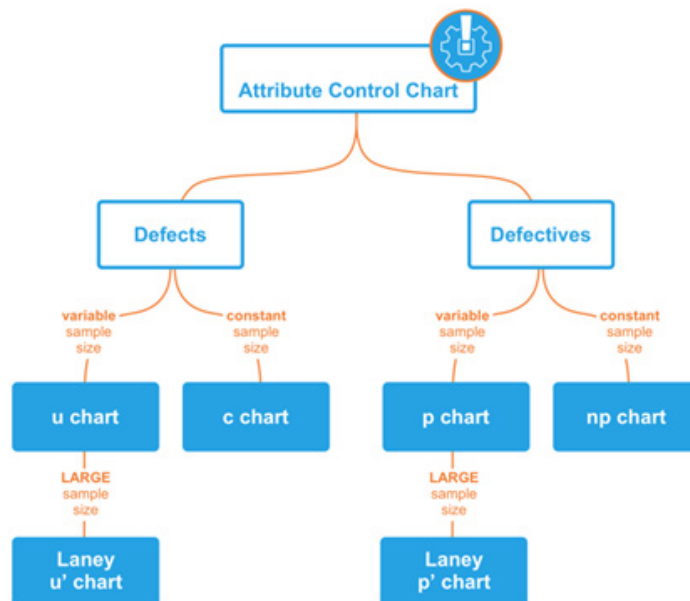 Attribute Control Chart
Defects
Defectives
variable
sample
size
constant
sample
size
variable
sample
size
constant
sample
size
u chart
c chart
p chart
np chart
LARGE
sample
size
LARGE
sample
size
Laney
u’ chart
Laney
p’ chart